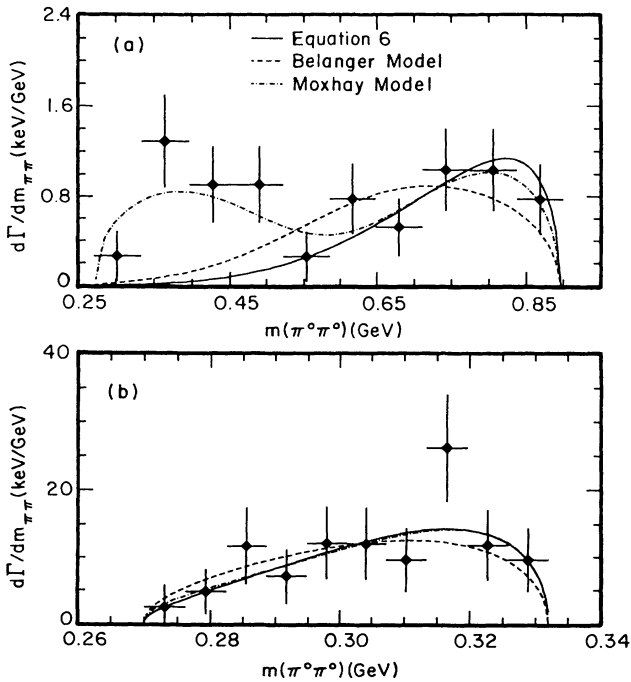 2.4
(a)
Equation 6
Belanger Model
Moxhay Model
1.6
0.8
0
dΓ/dmππ(keV/GeV)
0.25 0.45 0.65 0.85
m(π°π°)(GeV)
40
(b)
20
0
dΓ/dmππ(keV/GeV)
0.26 0.28 0.30 0.32 0.34
m(π°π°)(GeV)